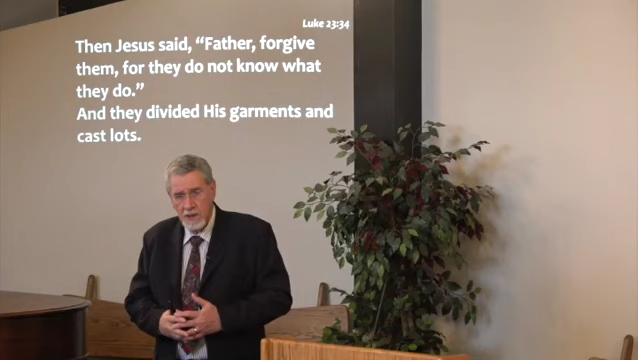 Luke 23:34
Then Jesus said, “Father, forgive
them, for they do not know what
they do.”
And they divided His garments and
cast lots.